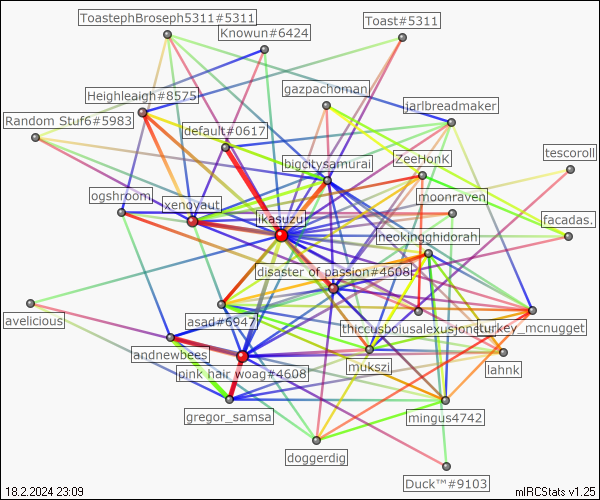 ToastephBroseph5311#5311
Knowun#6424
Toast#5311
gazpachoman
Heighleaigh#8575
jarlbreadmaker
Random Stuf6#5983
default#0617
bigcitysamurai
ZeeHonK
tescoroll
ogshroom
xenoyaut
moonraven
ikasuzu
facadas.
neokingghidorah
disaster of passion#4608
avelicious
asad#6947
thiccusboiusalexusjone
turkey_mcnugget
andnewbees
mukszi
lahnk
pink hair woag#4608
gregor_samsa
mingus4742
doggerdig
Duck™#9103
18.2.2024 23:09
mIRCStats v1.25